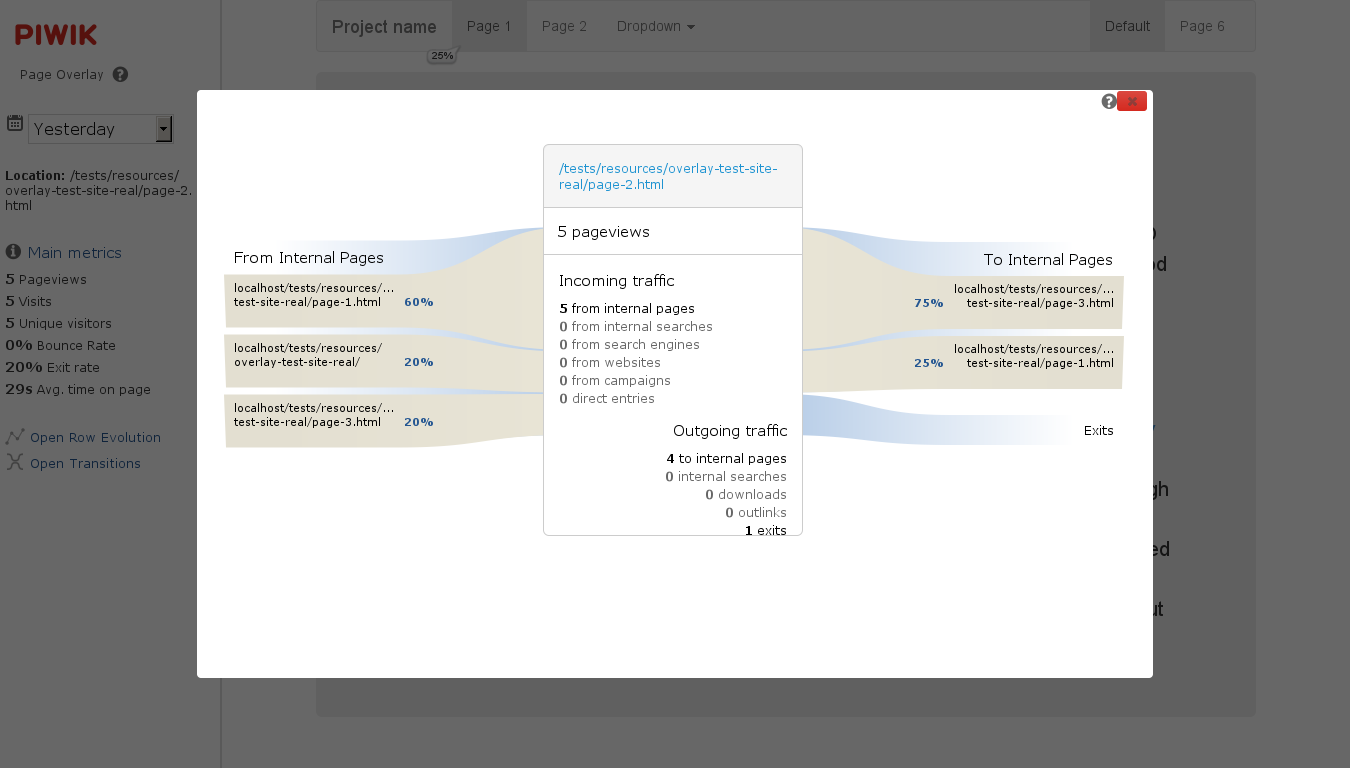 PIWIK
Page Overlay
Yesterday
Location: /tests/resources/
overlay-test-site-real/page-2.
html
Main metrics
5 Pageviews
5 Visits
5 Unique visitors
0% Bounce Rate
20% Exit rate
29s Avg. time on page
Open Row Evolution
Open Transitions
Project name
Page 1
Page 2
Dropdown
Default
Page 6
25%
/tests/resources/overlay-test-site-
real/page-2.html
5 pageviews
From Internal Pages
localhost/tests/resources/...
test-site-real/page-1.html 60%
localhost/tests/resources/
overlay-test-site-real/ 20%
localhost/tests/resources/...
test-site-real/page-3.html 20%
Incoming traffic
5 from internal pages
0 from internal searches
0 from search engines
0 from websites
0 from campaigns
0 direct entries
Outgoing traffic
4 to internal pages
0 internal searches
0 downloads
0 outlinks
1 exits
To Internal Pages
localhost/tests/resources/...
75% test-site-real/page-3.html
localhost/tests/resources/...
25% test-site-real/page-1.html
Exits